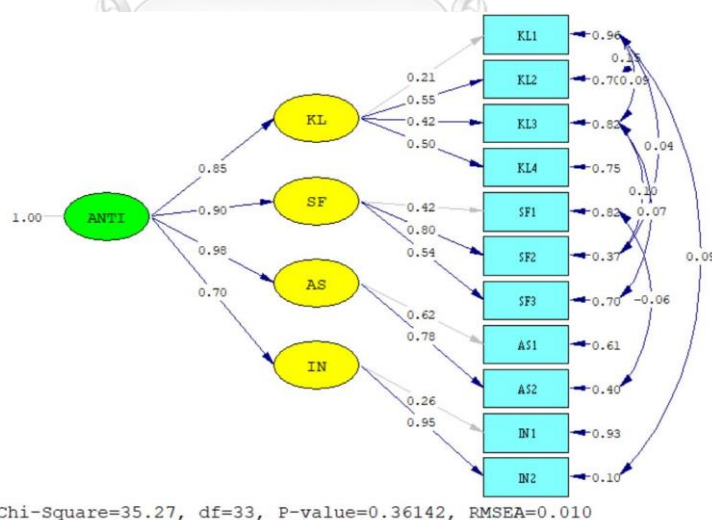 KL1
0.96
0.21
0.15
KL2
0.70
0.09
0.55
KL
0.42
KL3
0.82
0.04
0.50
KL4
0.75
0.85
0.10
0.42
SF1
0.82
0.07
1.00
ANTI
0.90
SF
0.80
0.54
SF2
0.37
0.09
0.98
SF3
0.70
-0.06
0.70
AS
0.62
0.78
AS1
0.61
IN
AS2
0.40
0.26
0.95
IN1
0.93
IN2
0.10
Chi-Square=35.27, df=33, P-value=0.36142, RMSEA=0.010